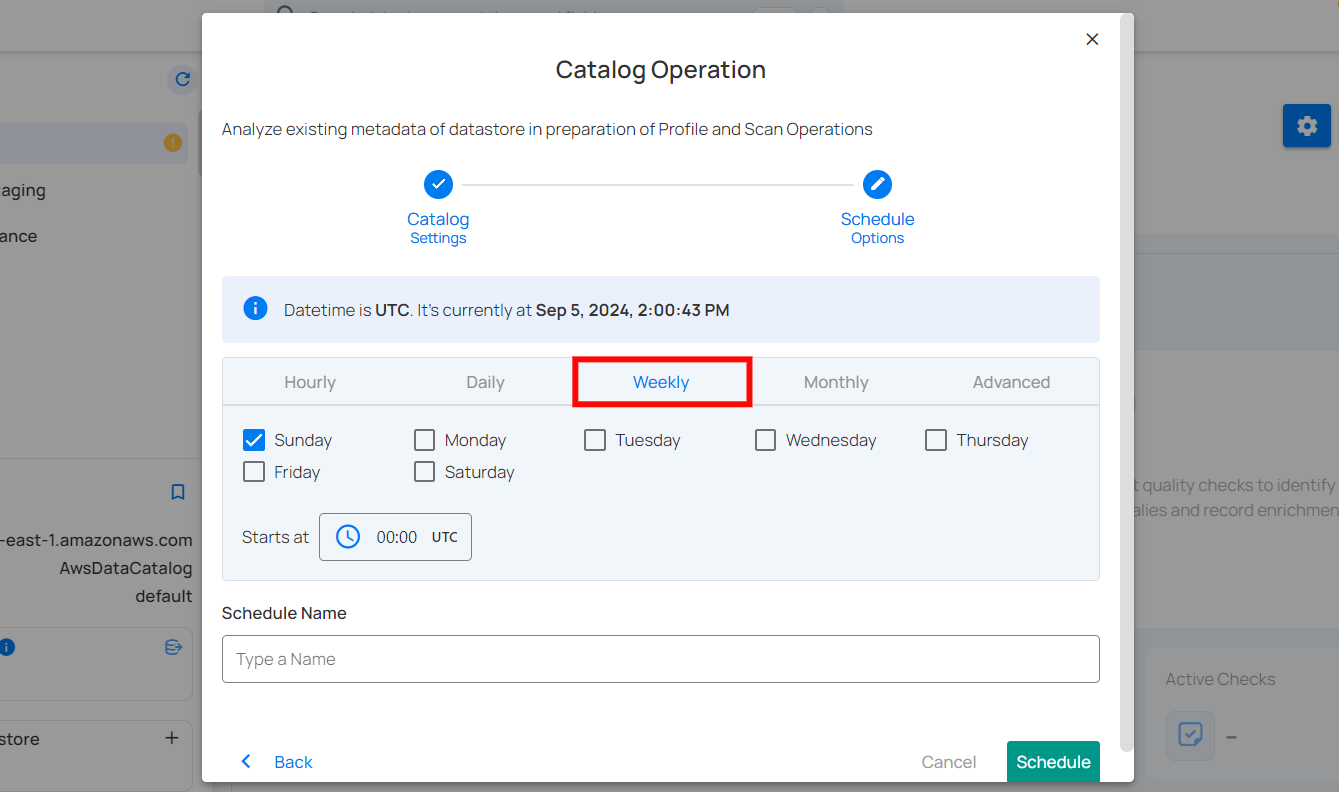 Catalog Operation
Analyze existing metadata of datastore in preparation of Profile and Scan Operations
Catalog
Settings
Schedule
Options
Datetime is UTC. It's currently at Sep 5, 2024, 2:00:43 PM
Hourly Daily Weekly Monthly Advanced
Sunday Monday Tuesday Wednesday Thursday
Friday Saturday
Starts at 00:00 UTC
Schedule Name
Type a Name
Back Cancel Schedule
aging
ance
-east-1.amazonaws.com
AwsDataCatalog
default
store
t quality checks to identify
alies and record enrichmen
Active Checks
–